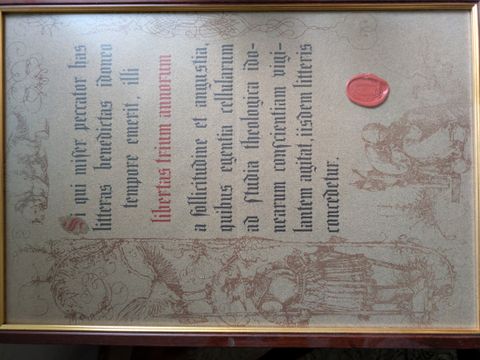 Si qui miser peccator has
litteras benedictas idoneo
tempore emerit, illi
libertas trium annorum
a sollicitudine et angustia,
quibus egentia cellularum
ad studia theologica ido-
nearum conscientiam vigi-
lantem agitat, iisdem litteris
concedetur.